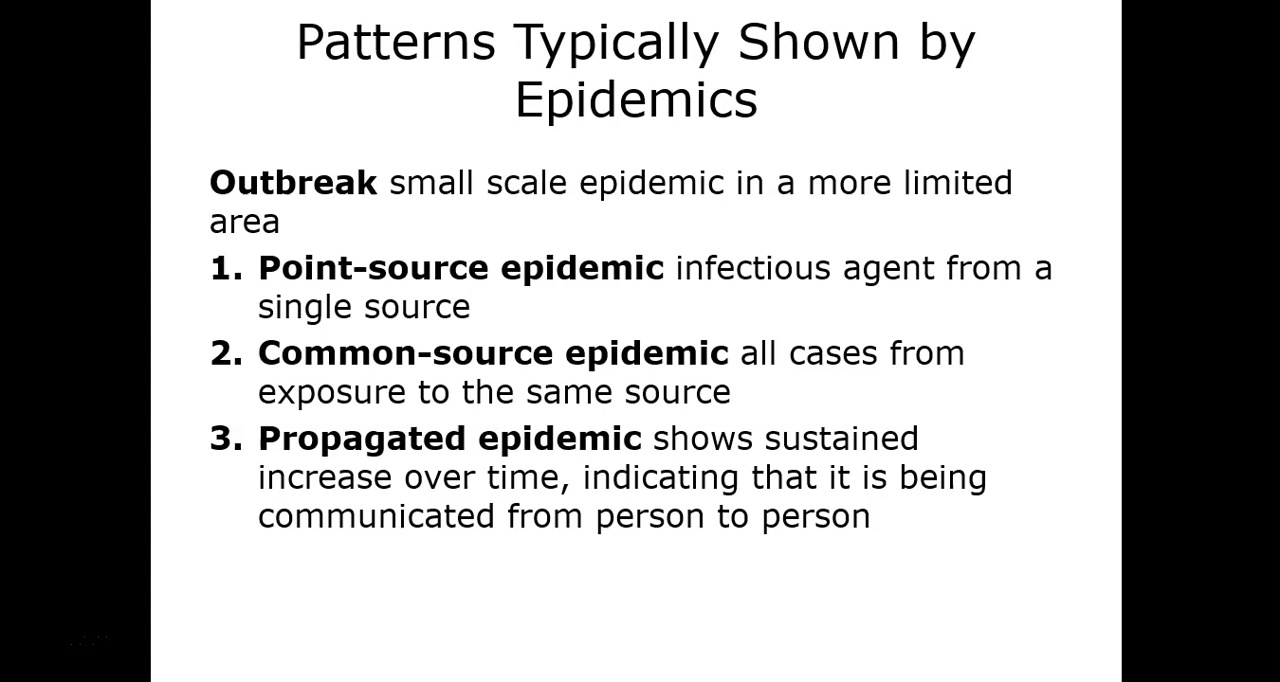 Patterns Typically Shown by
Epidemics
Outbreak small scale epidemic in a more limited
area
1. Point-source epidemic infectious agent from a
single source
2. Common-source epidemic all cases from
exposure to the same source
3. Propagated epidemic shows sustained
increase over time, indicating that it is being
communicated from person to person